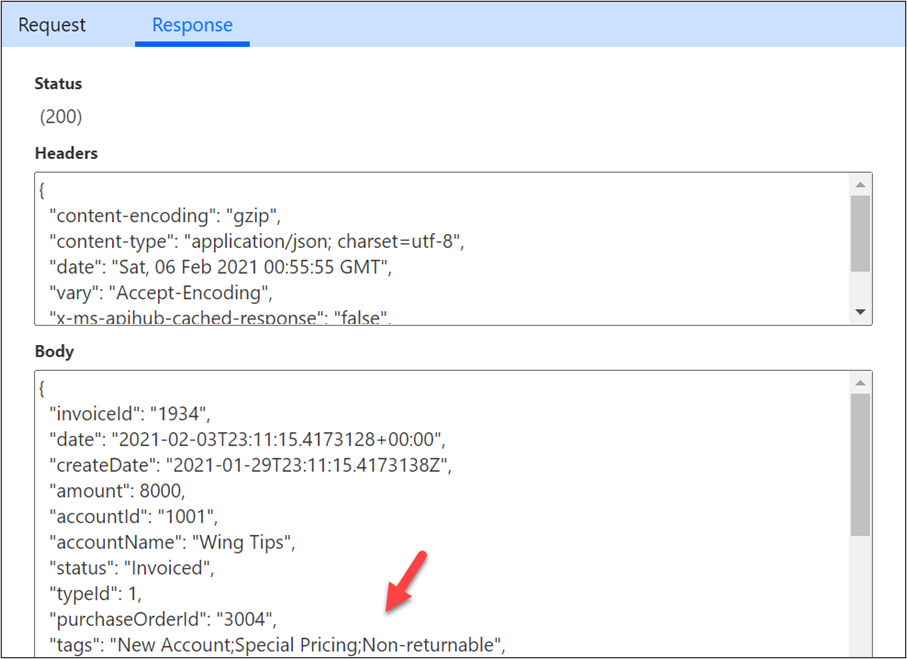 Request Response
Status
(200)
Headers
{
"content-encoding": "gzip",
"content-type": "application/json; charset=utf-8",
"date": "Sat, 06 Feb 2021 00:55:55 GMT",
"vary": "Accept-Encoding",
"x-ms-apihub-cached-response": "false",
Body
{
"invoiceId": "1934",
"date": "2021-02-03T23:11:15.4173128+00:00",
"createDate": "2021-01-29T23:11:15.4173138Z",
"amount": 8000,
"accountId": "1001",
"accountName": "Wing Tips",
"status": "Invoiced",
"typeId": 1,
"purchaseOrderId": "3004",
"tags": "New Account;Special Pricing;Non-returnable",